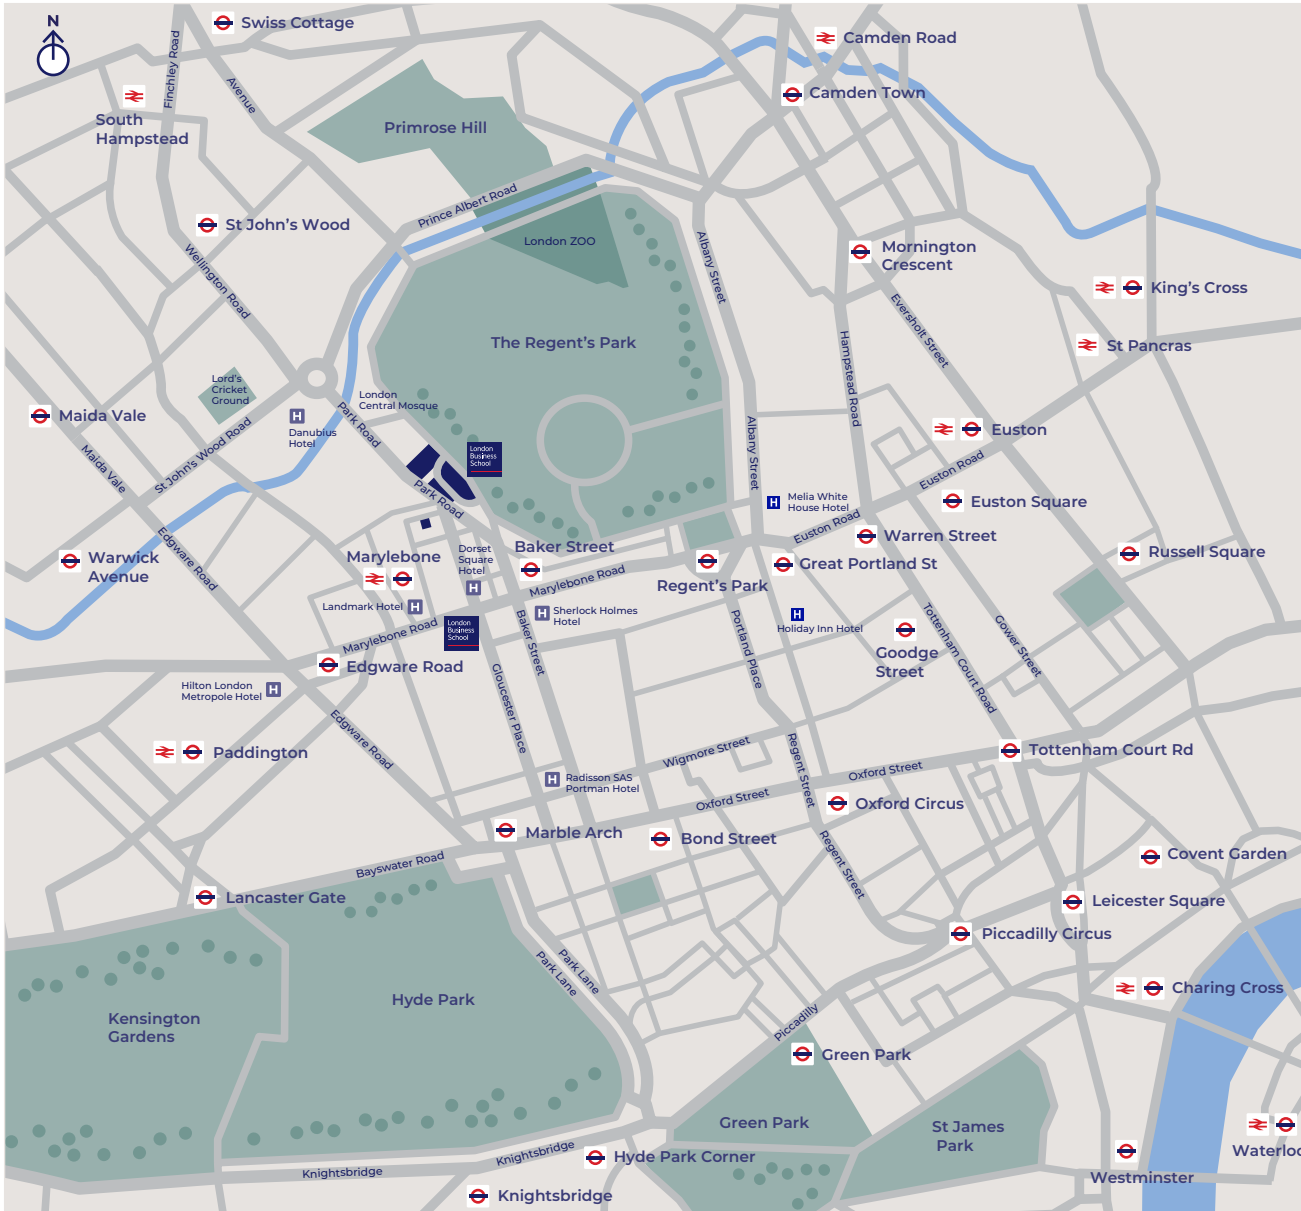 N
Swiss Cottage
Finchley Road
Avenue
Camden Road
Camden Town
South
Hampstead
Primrose Hill
Prince Albert Road
St John's Wood
Wellington Road
London ZOO
Albany Street
Mornington
Crescent
King's Cross
Eversholt Street
St Pancras
The Regent's Park
Hampstead Road
Lord's
Cricket
Ground
London
Central Mosque
Maida Vale
H
Danubius
Hotel
Park Road
St John's Wood Road
Maida Vale
Albany Street
Euston
Euston Road
London
Business
School
Park Road
H
Melia White
House Hotel
Euston Square
Euston Road
Warren Street
Edgware Road
Warwick
Avenue
Marylebone
Dorset
Square
Hotel
H
Baker Street
Marylebone Road
Regent's Park
Great Portland St
Russell Square
Landmark Hotel
H
London
Business
School
H
Sherlock Holmes
Hotel
H
Holiday Inn Hotel
Marylebone Road
Edgware Road
Baker Street
Portland Place
Goodge
Street
Tottenham Court Road
Gower Street
Hilton London
Metropole Hotel
H
Gloucester Place
Edgware Road
Paddington
Wigmore Street
Regent Street
Tottenham Court Rd
H
Radisson SAS
Portman Hotel
Oxford Street
Oxford Street
Oxford Circus
Marble Arch
Bond Street
Regent Street
Bayswater Road
Covent Garden
Lancaster Gate
Leicester Square
Piccadilly Circus
Park Lane
Park Lane
Hyde Park
Charing Cross
Kensington
Gardens
Piccadilly
Green Park
Green Park
St James
Park
Waterloo
Knightsbridge
Knightsbridge
Hyde Park Corner
Westminster
Knightsbridge